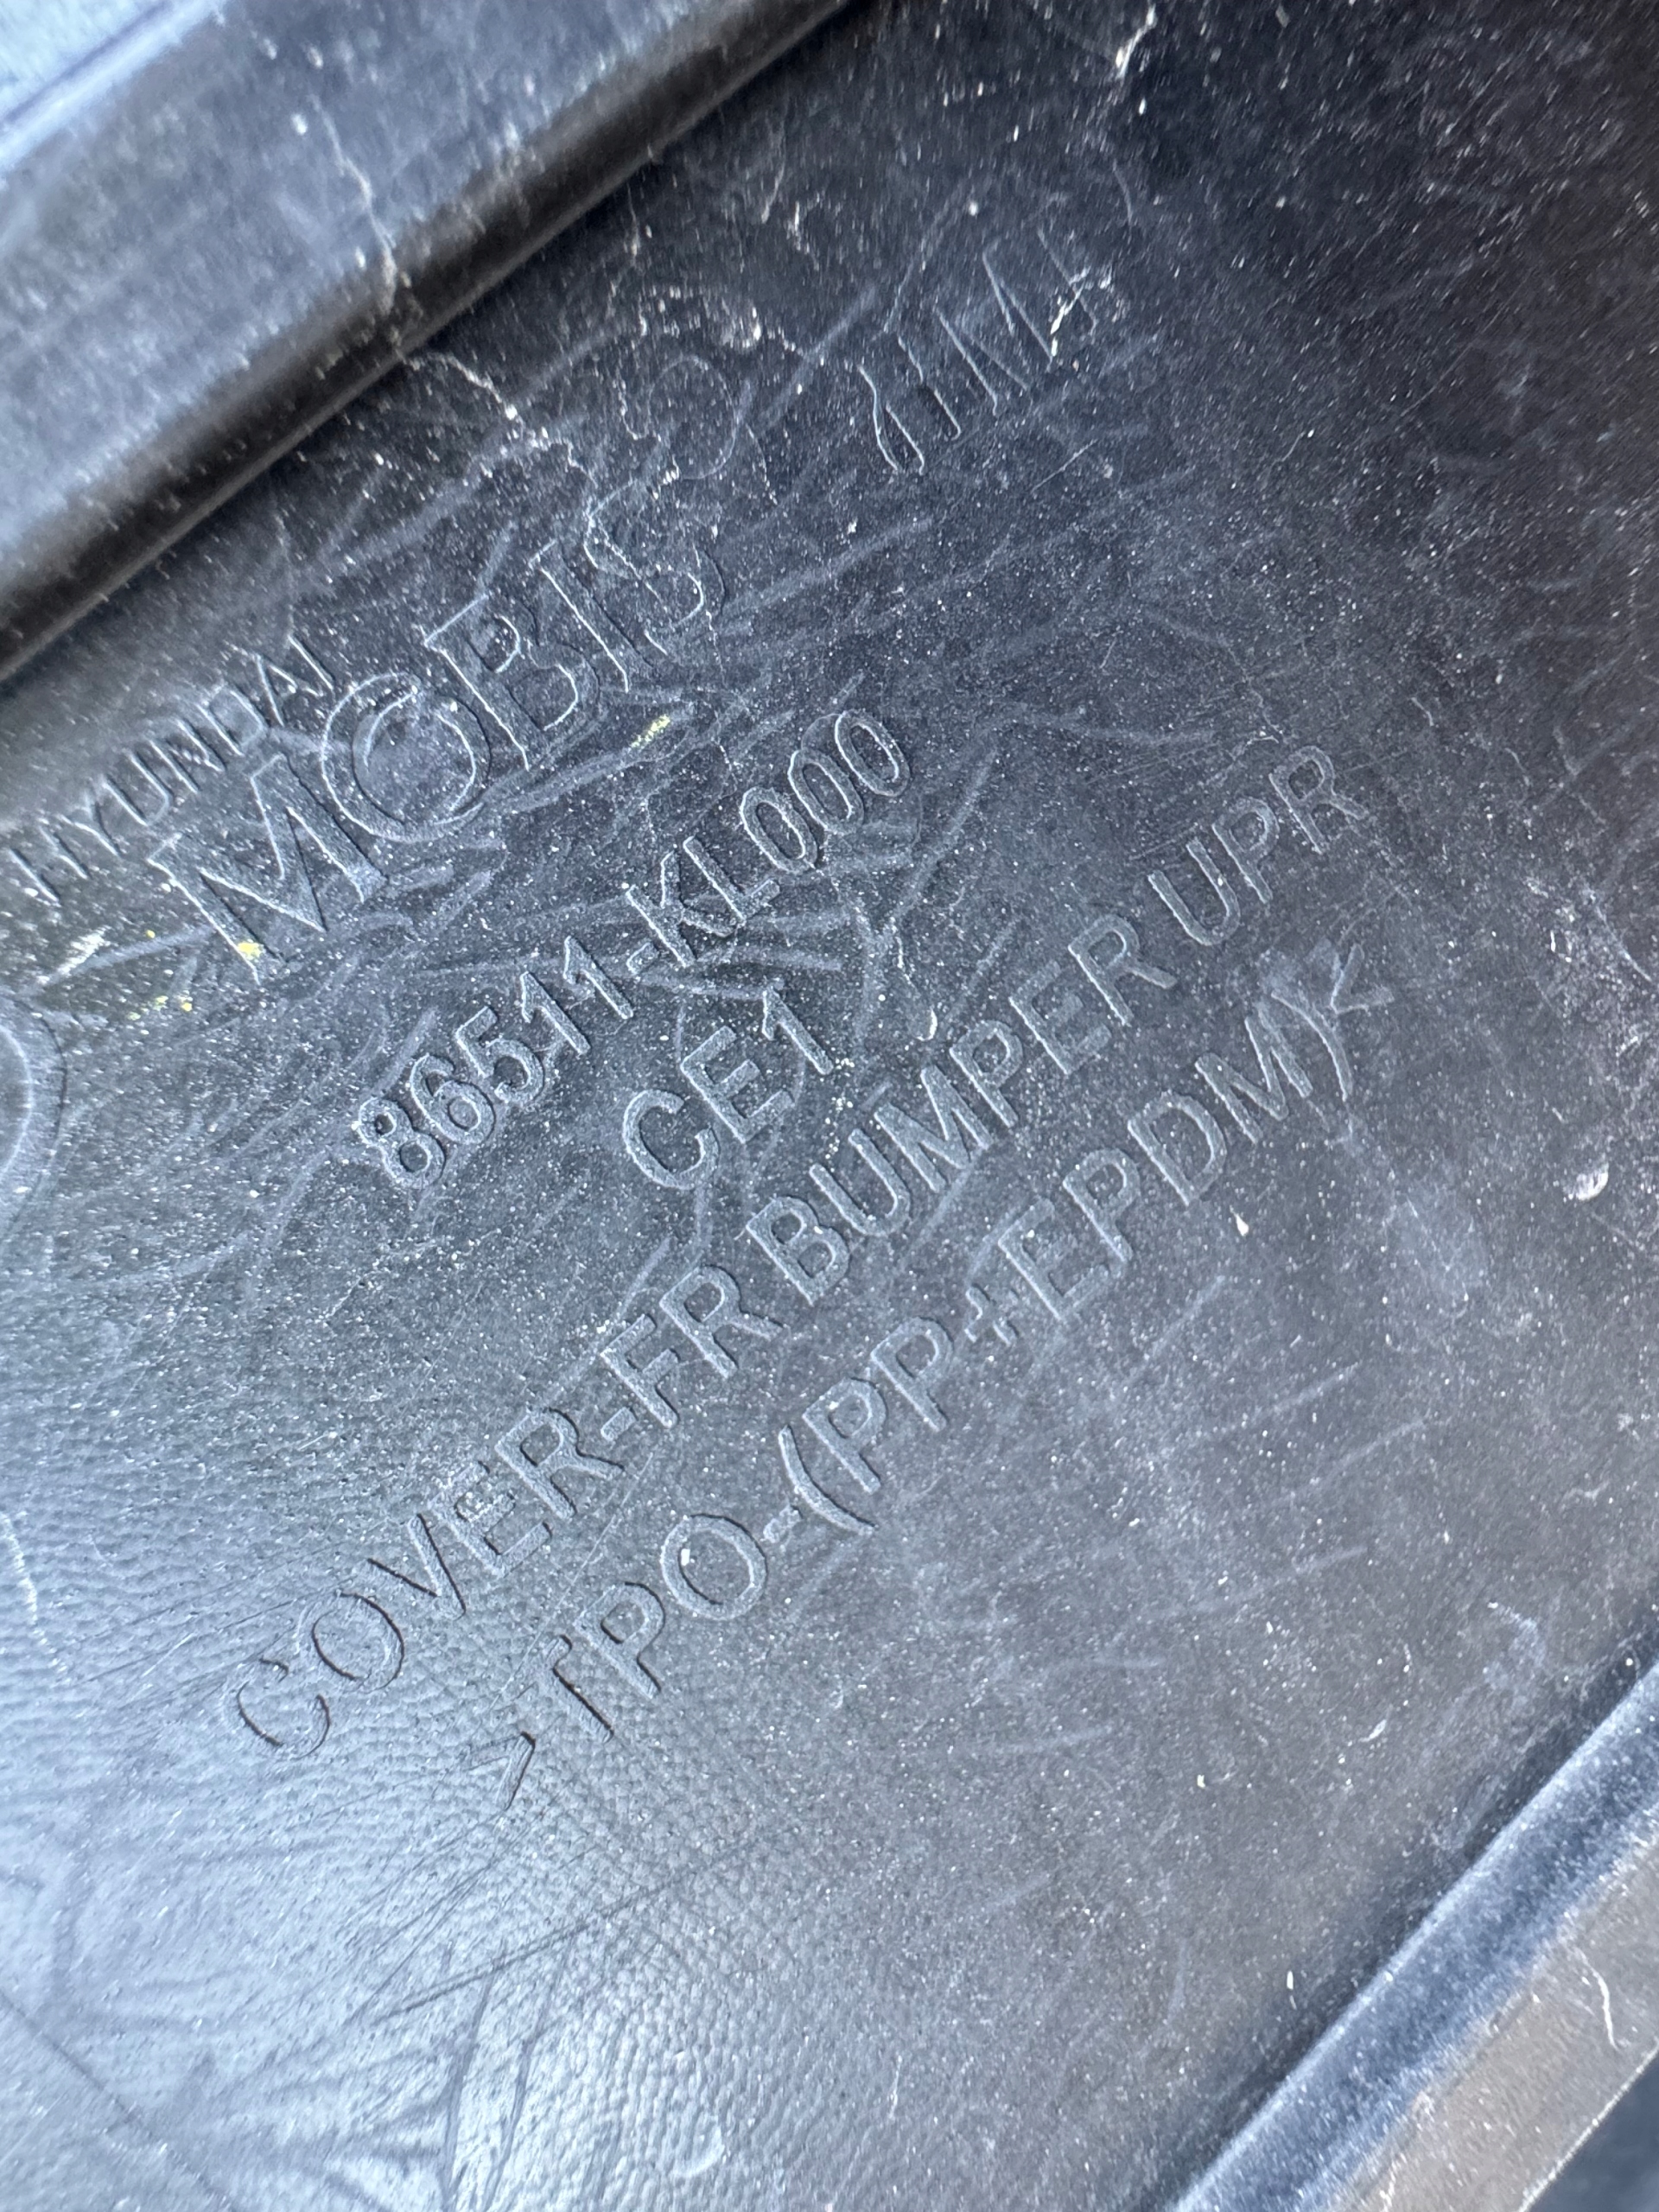 HYUNDAI
MOBIS
86511-KL000
CE1
COVER-FR BUMPER UPR
>TPO-(PP+EPDM)<